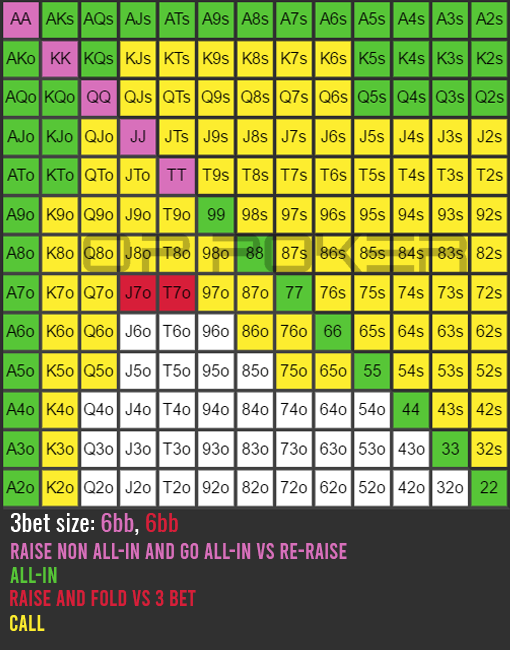 AA AKs AQs AJs ATs A9s A8s A7s A6s A5s A4s A3s A2s
AKo KK KQs KJs KTs K9s K8s K7s K6s K5s K4s K3s K2s
AQo KQo QQ QJs QTs Q9s Q8s Q7s Q6s Q5s Q4s Q3s Q2s
AJo KJo QJo JJ JTs J9s J8s J7s J6s J5s J4s J3s J2s
ATo KTo QTo JTo TT T9s T8s T7s T6s T5s T4s T3s T2s
A9o K9o Q9o J9o T9o 99 98s 97s 96s 95s 94s 93s 92s
A8o K8o Q8o J8o T8o 98o 88 87s 86s 85s 84s 83s 82s
OP POKER
A7o K7o Q7o J7o T7o 97o 87o 77 76s 75s 74s 73s 72s
A6o K6o Q6o J6o T6o 96o 86o 76o 66 65s 64s 63s 62s
A5o K5o Q5o J5o T5o 95o 85o 75o 65o 55 54s 53s 52s
A4o K4o Q4o J4o T4o 94o 84o 74o 64o 54o 44 43s 42s
A3o K3o Q3o J3o T3o 93o 83o 73o 63o 53o 43o 33 32s
A2o K2o Q2o J2o T2o 92o 82o 72o 62o 52o 42o 32o 22
3bet size: 6bb, 6bb
RAISE NON ALL-IN AND GO ALL-IN VS RE-RAISE
ALL-IN
RAISE AND FOLD VS 3 BET
CALL